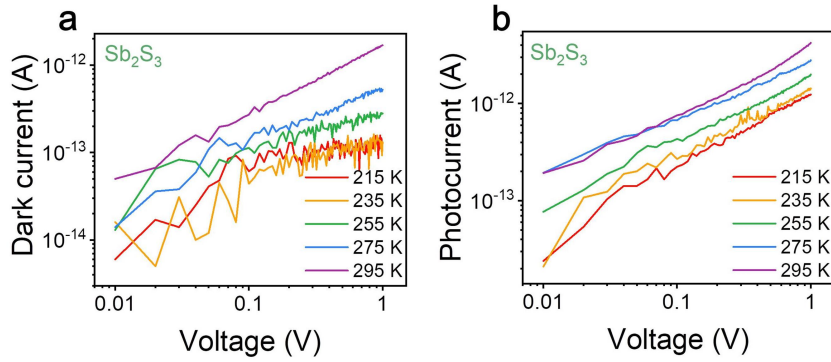 a
Sb₂S₃
Dark current (A)
10⁻¹²
10⁻¹³
10⁻¹⁴
215 K
235 K
255 K
275 K
295 K
0.01
0.1
1
Voltage (V)
b
Sb₂S₃
Photocurrent (A)
10⁻¹²
10⁻¹³
215 K
235 K
255 K
275 K
295 K
0.01
0.1
1
Voltage (V)